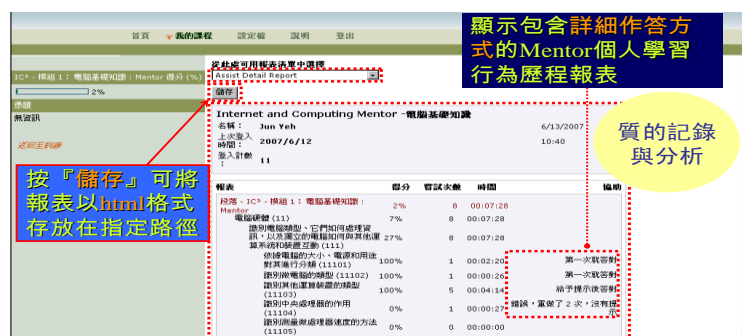 首頁 我的課程 設定檔 說明 登出
顯示包含詳細作答方
式的Mentor個人學習
行為歷程報表
從此處可用報表清單中選擇
Assist Detail Report
儲存
IC³ - 模組 1： 電腦基礎知識 : Mentor 得分 (%)
2%
無資訊
返回至訓練
Internet and Computing Mentor -電腦基礎知識
名稱： Jun Yeh 6/13/2007
上次登入
時間： 2007/6/12 10:40
登入計數
： 11
質的記錄
與分析
按『儲存』可將
報表以html格式
存放在指定路徑
報表 得分 嘗試次數 時間 協助
段落 - IC³ - 模組 1： 電腦基礎知識 :
Mentor 2% 8 00:07:28
電腦硬體 (11) 7% 8 00:07:28
識別電腦類型、它們如何處理資
訊，以及獨立的電腦如何與其他運
算系統和裝置互動 (111) 27% 8 00:07:28
依據電腦的大小、電源和用途
對其進行分類 (11101) 100% 1 00:02:20 第一次就答對
識別微電腦的類型 (11102) 100% 1 00:00:26 第一次就答對
識別其他運算裝置的類型
(11103) 100% 5 00:04:14 給予提示後答對
識別中央處理器的作用
(11104) 0% 1 00:00:27 錯誤，重做了 2 次，沒有提
示
識別測量微處理器速度的方法
(11105) 0% 0 00:00:00